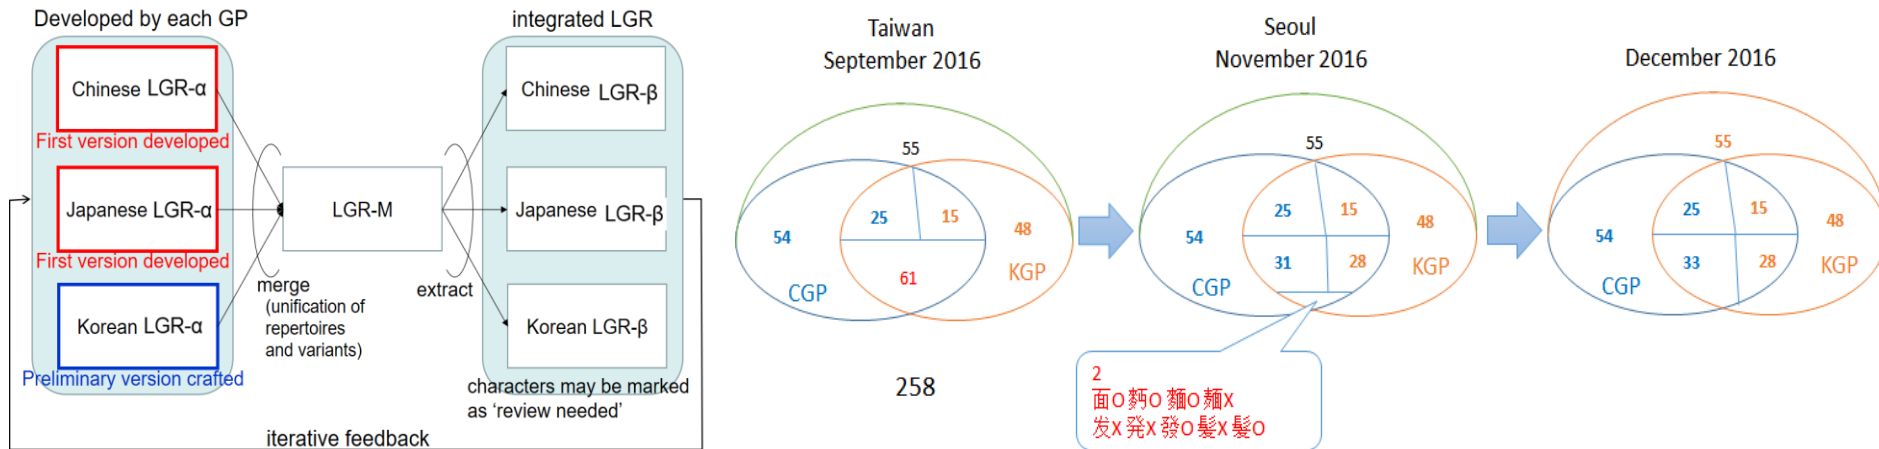 Developed by each GP
integrated LGR
Chinese LGR-α
First version developed
Japanese LGR-α
First version developed
Korean LGR-α
Preliminary version crafted
merge
(unification of
repertoires
and variants)
LGR-M
extract
Chinese LGR-β
Japanese LGR-β
Korean LGR-β
characters may be marked
as ‘review needed’
iterative feedback
Taiwan
September 2016
55
25
15
54
48
61
CGP
KGP
258
Seoul
November 2016
55
25
15
54
48
31
28
CGP
KGP
2
面O 麪O 麵O 麺X
发X 発X 發O 髪X 髮O
December 2016
55
25
15
54
48
33
28
CGP
KGP